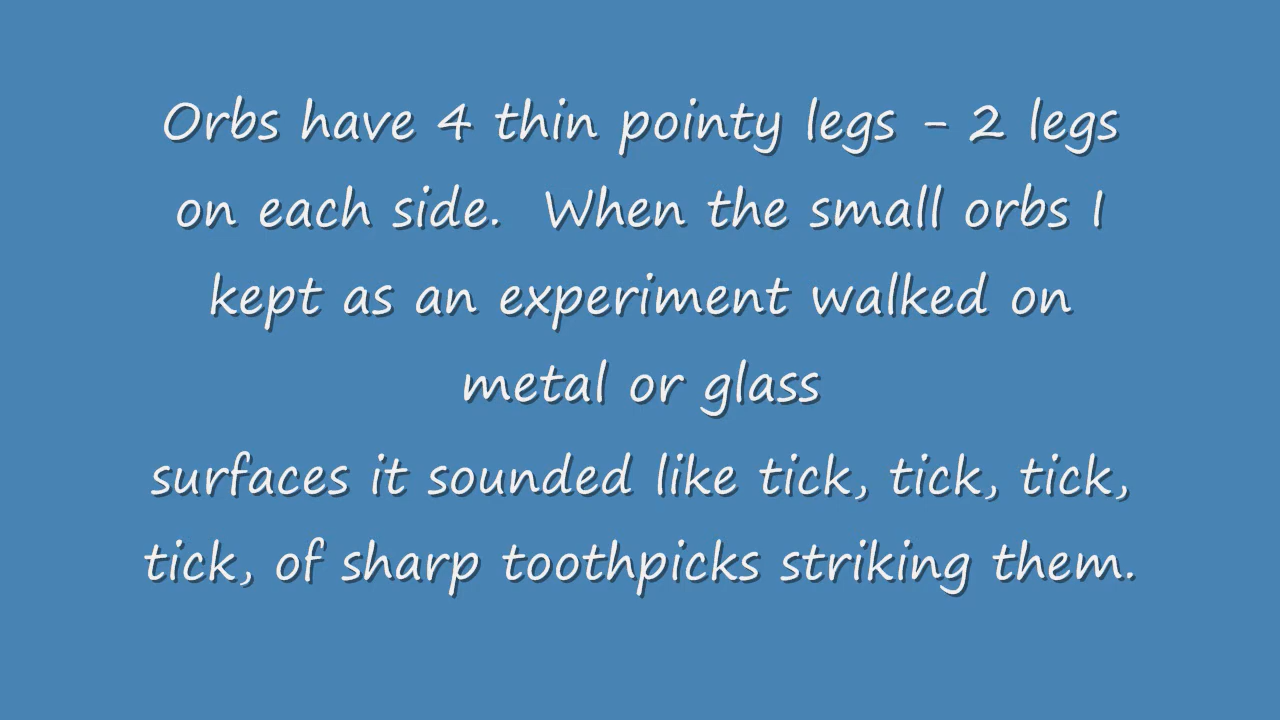 Orbs have 4 thin pointy legs - 2 legs
on each side.  When the small orbs I
kept as an experiment walked on
metal or glass
surfaces it sounded like tick, tick, tick,
tick, of sharp toothpicks striking them.